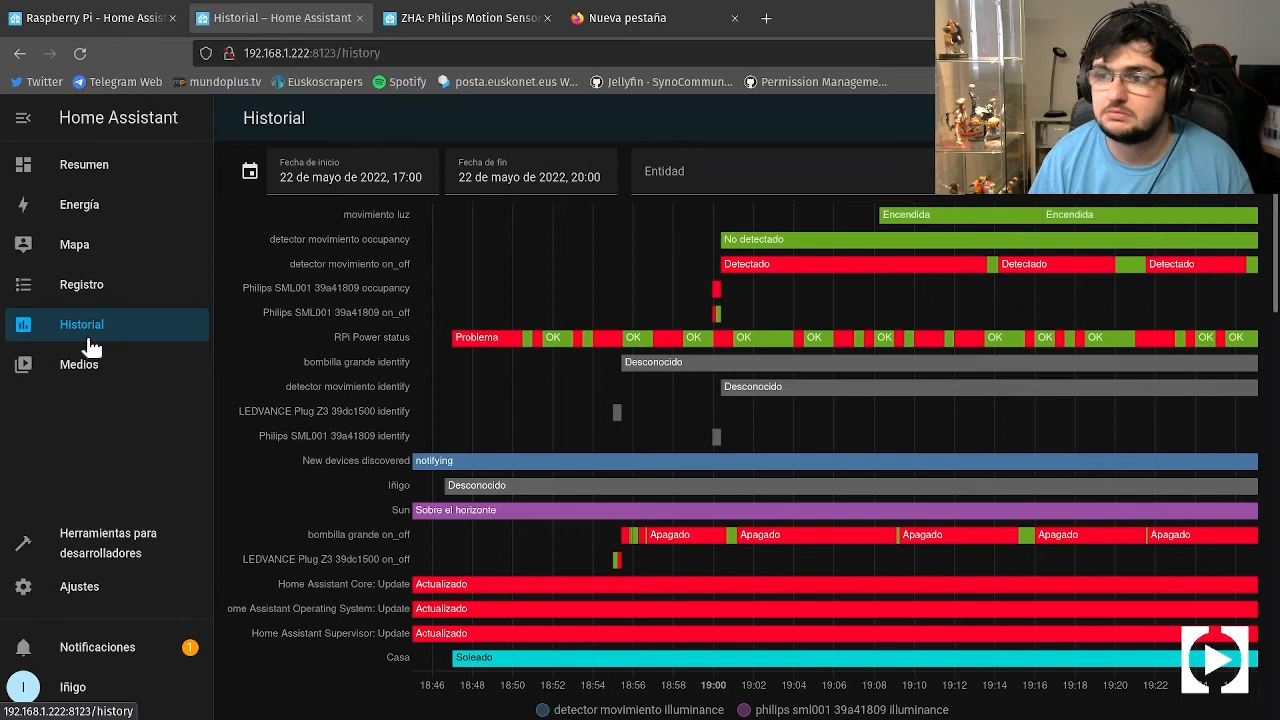 Raspberry Pi - Home Assis
Historial – Home Assistant
ZHA: Philips Motion Senso
Nueva pestaña
192.168.1.222:8123/history
Twitter
Telegram Web
mundoplus.tv
Euskoscrapers
Spotify
posta.euskonet.eus W...
Jellyfin - SynoCommun...
Permission Manageme...
Home Assistant
Historial
Resumen
Energía
Mapa
Registro
Historial
Medios
Herramientas para
desarrolladores
Ajustes
Notificaciones
1
I
Iñigo
192.168.1.222:8123/history
Fecha de inicio
22 de mayo de 2022, 17:00
Fecha de fin
22 de mayo de 2022, 20:00
Entidad
movimiento luz Encendida Encendida
detector movimiento occupancy No detectado
detector movimiento on_off Detectado Detectado Detectado
Philips SML001 39a41809 occupancy
Philips SML001 39a41809 on_off
RPi Power status Problema OK OK OK OK OK OK OK OK OK OK OK
bombilla grande identify Desconocido
detector movimiento identify Desconocido
LEDVANCE Plug Z3 39dc1500 identify
Philips SML001 39a41809 identify
New devices discovered notifying
Iñigo Desconocido
Sun Sobre el horizonte
bombilla grande on_off Apagado Apagado Apagado Apagado Apagado
LEDVANCE Plug Z3 39dc1500 on_off
Home Assistant Core: Update Actualizado
ome Assistant Operating System: Update Actualizado
Home Assistant Supervisor: Update Actualizado
Casa Soleado
18:46 18:48 18:50 18:52 18:54 18:56 18:58 19:00 19:02 19:04 19:06 19:08 19:10 19:12 19:14 19:16 19:18 19:20 19:22
detector movimiento illuminance
philips sml001 39a41809 illuminance